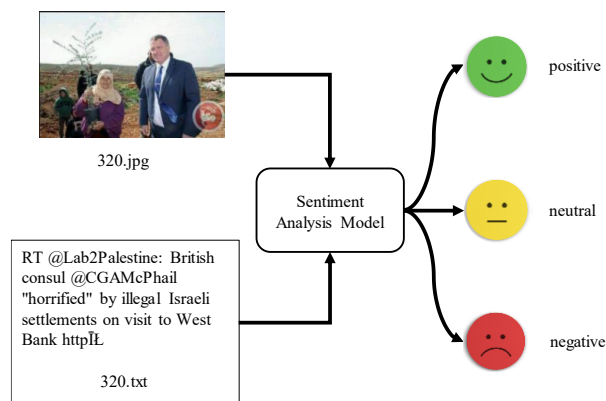 320.jpg
RT @Lab2Palestine: British
consul @CGAMcPhail
"horrified" by illegal Israeli
settlements on visit to West
Bank httpÏŁ
320.txt
Sentiment
Analysis Model
positive
neutral
negative